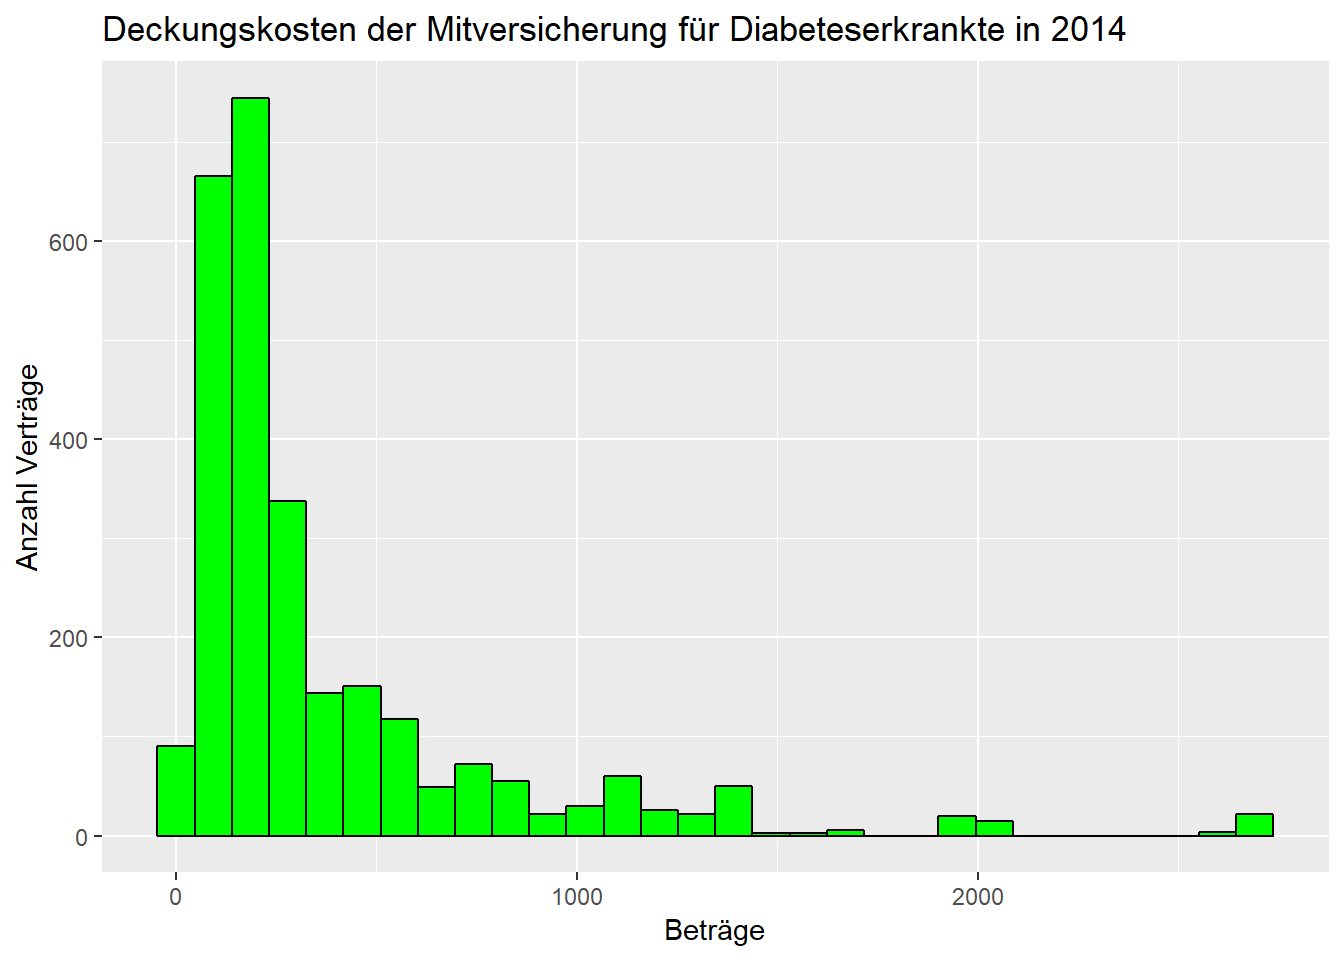 Deckungskosten der Mitversicherung für Diabeteserkrankte in 2014
Anzahl Verträge
600
400
200
0
0 1000 2000
Beträge